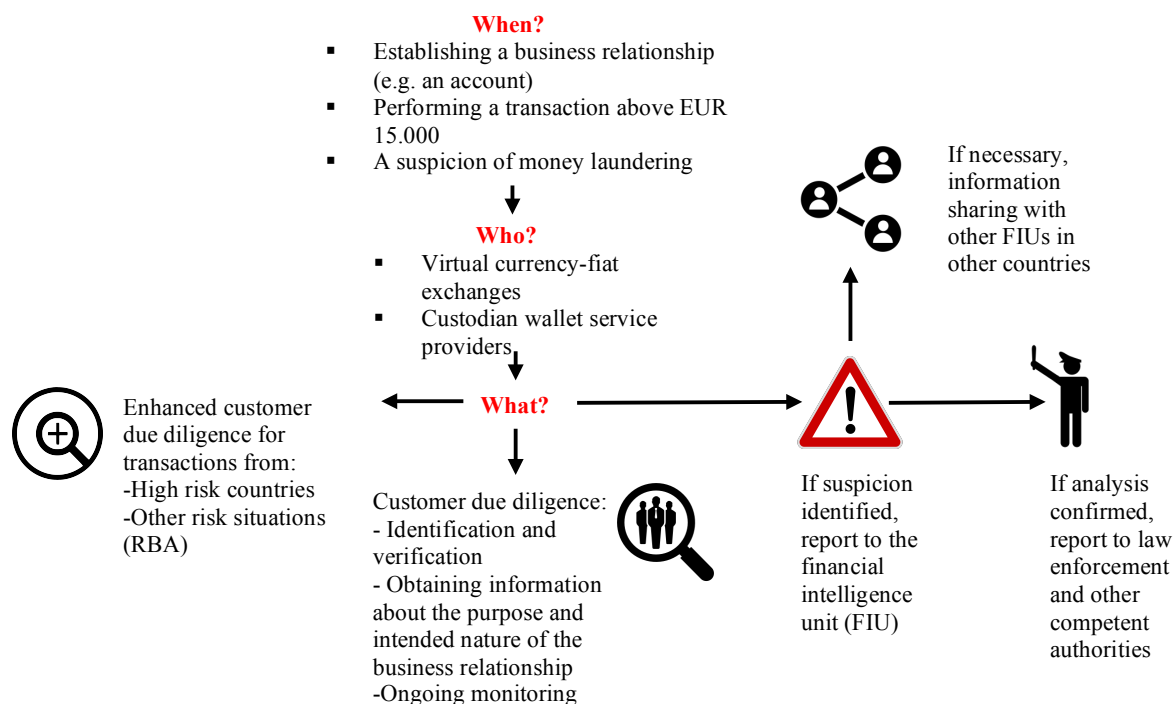 When?
▪ Establishing a business relationship
(e.g. an account)
▪ Performing a transaction above EUR
15.000
▪ A suspicion of money laundering
Who?
▪ Virtual currency-fiat
exchanges
▪ Custodian wallet service
providers
What?
Enhanced customer
due diligence for
transactions from:
-High risk countries
-Other risk situations
(RBA)
Customer due diligence:
- Identification and
verification
- Obtaining information
about the purpose and
intended nature of the
business relationship
-Ongoing monitoring
If suspicion
identified,
report to the
financial
intelligence
unit (FIU)
If necessary,
information
sharing with
other FIUs in
other countries
If analysis
confirmed,
report to law
enforcement
and other
competent
authorities